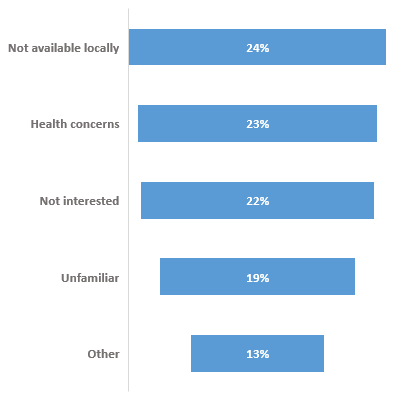 Not available locally 24%
Health concerns 23%
Not interested 22%
Unfamiliar 19%
Other 13%